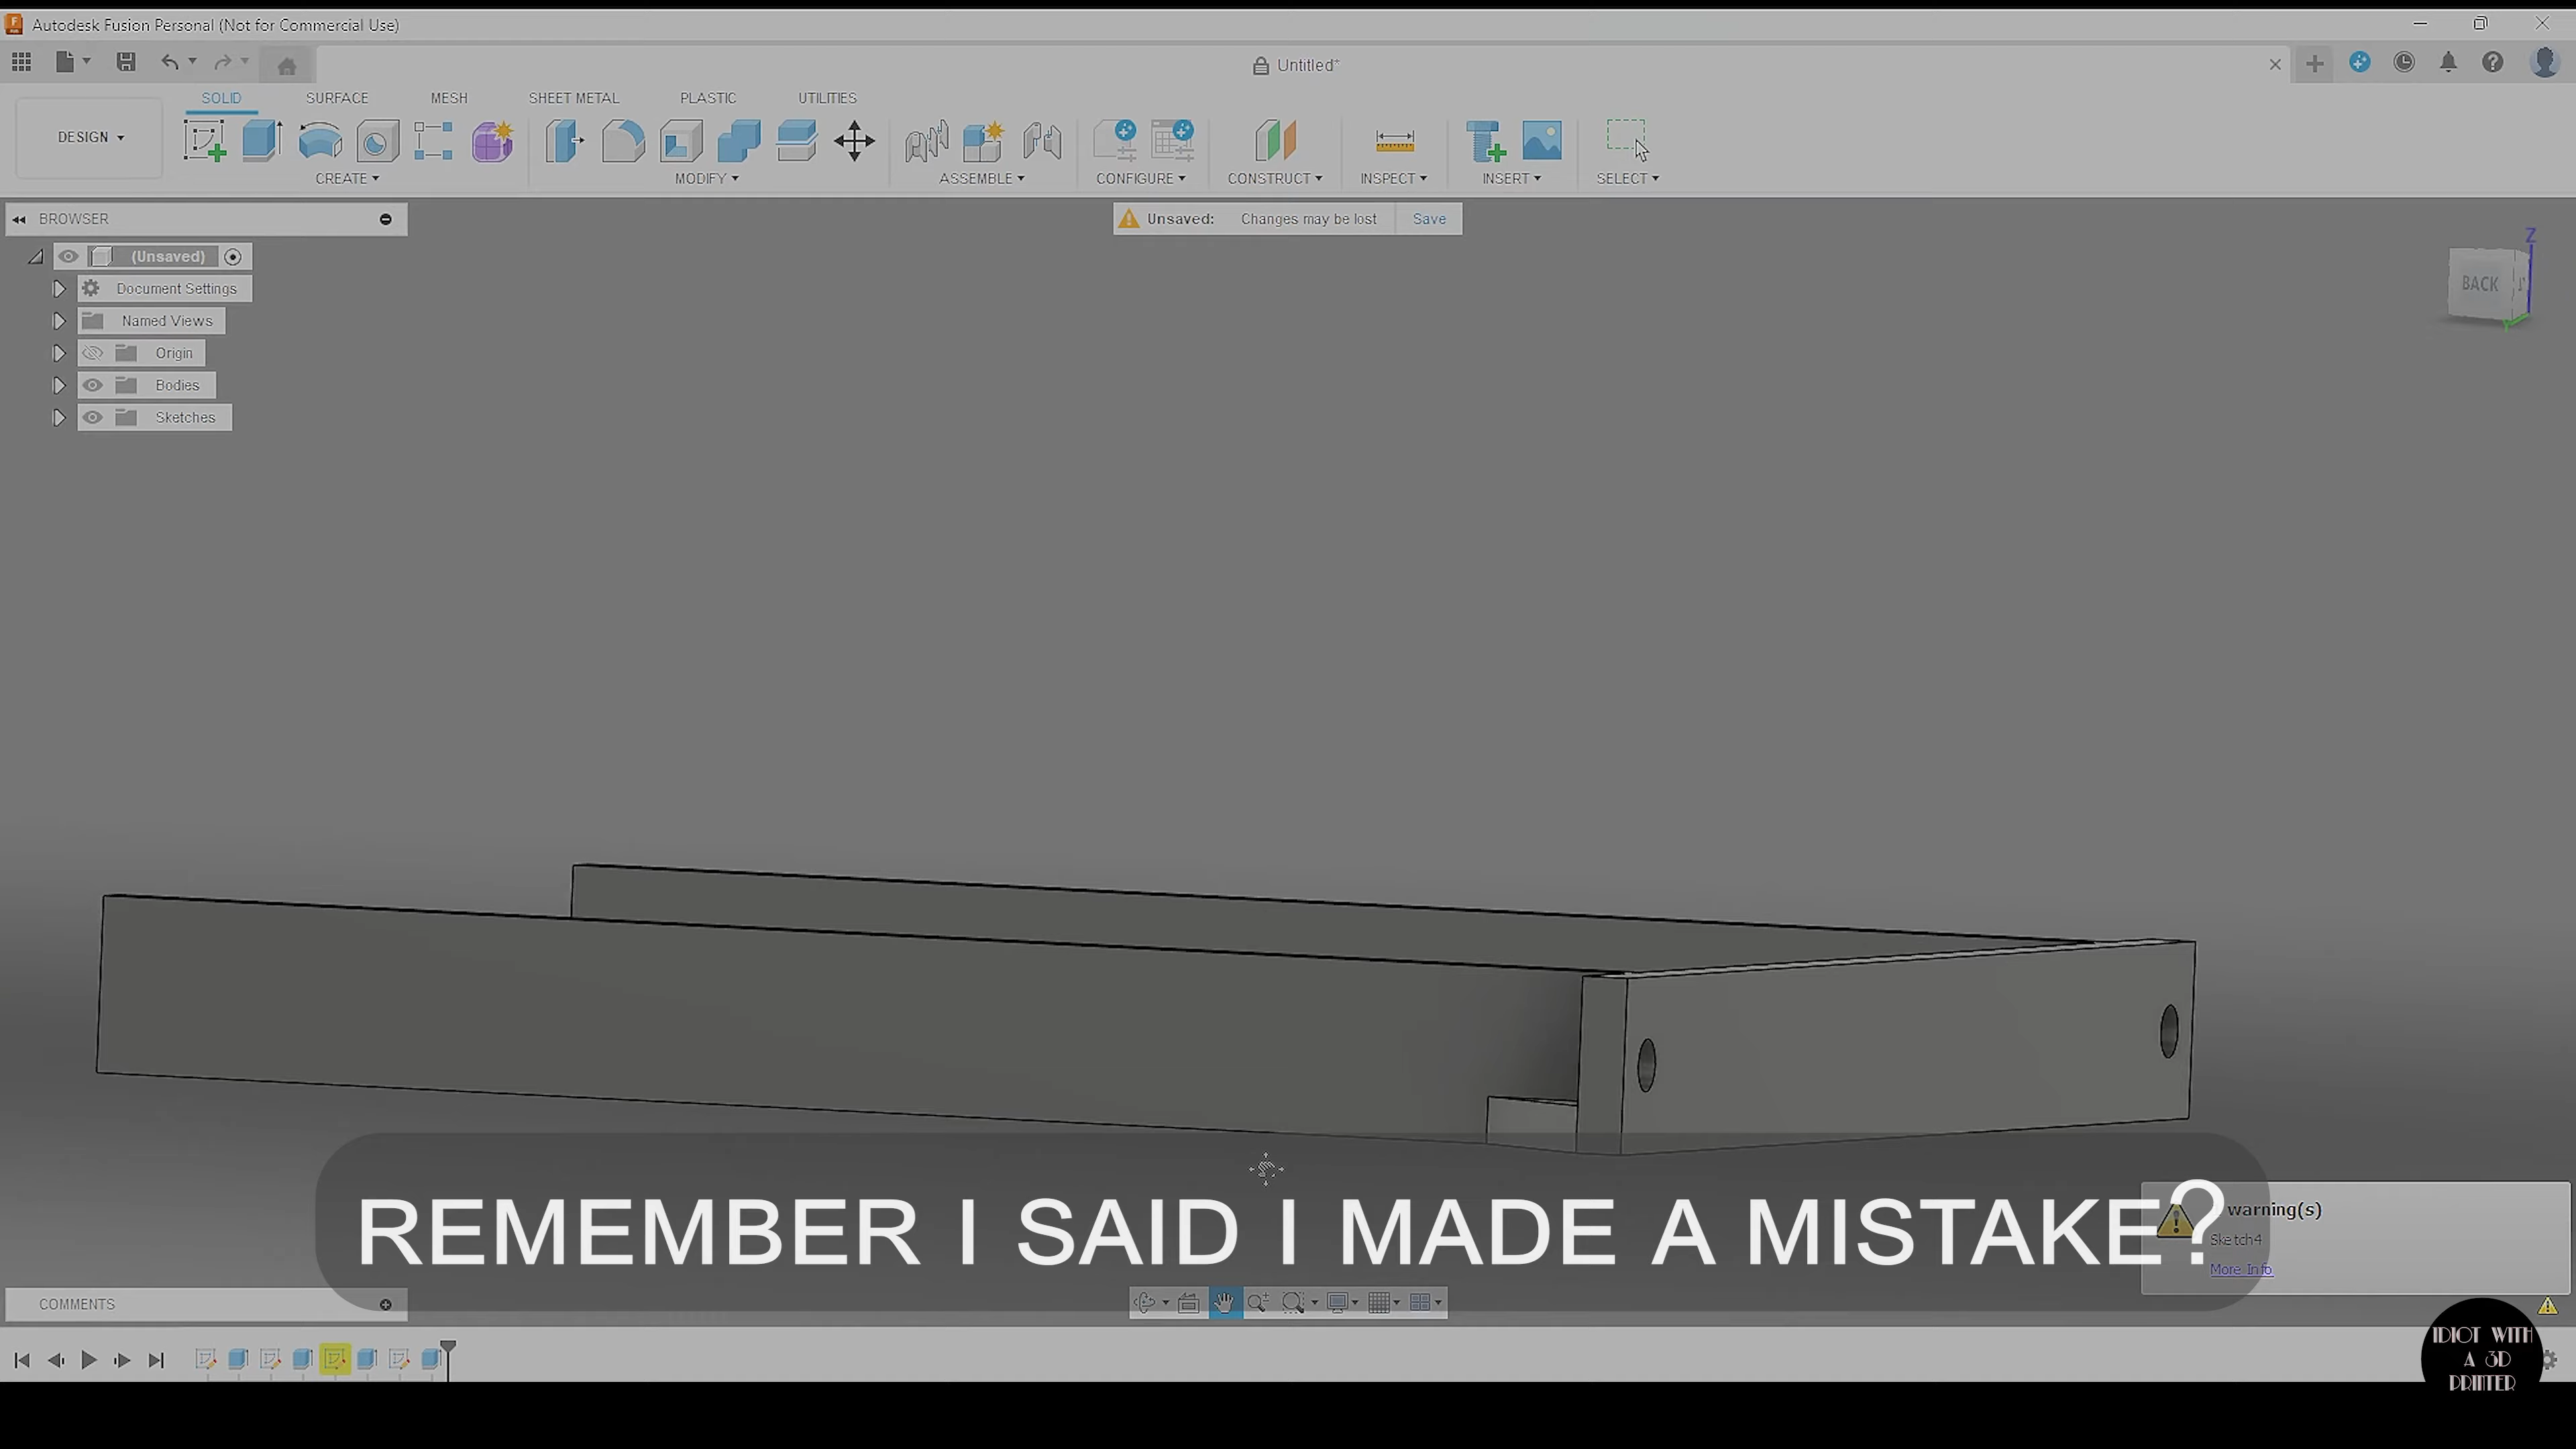 Autodesk Fusion Personal (Not for Commercial Use)
Untitled*
SOLID SURFACE MESH SHEET METAL PLASTIC UTILITIES
DESIGN
CREATE MODIFY ASSEMBLE CONFIGURE CONSTRUCT INSPECT INSERT SELECT
BROWSER
Unsaved: Changes may be lost Save
(Unsaved)
Document Settings
Named Views
Origin
Bodies
Sketches
Z
BACK
REMEMBER I SAID I MADE A MISTAKE?
warning(s)
Sketch4
More Info
COMMENTS
IDIOT WITH
A 3D
PRINTER